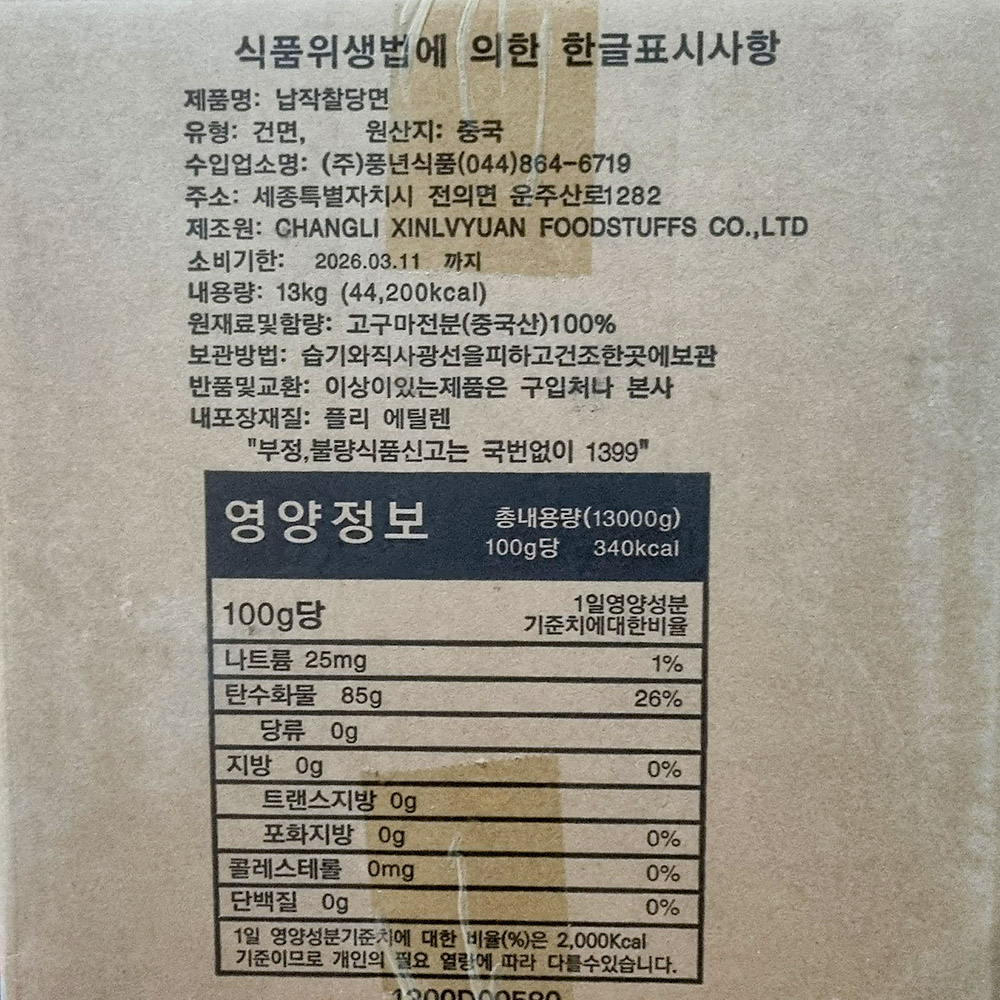 식품위생법에 의한 한글표시사항
제품명: 납작찰당면
유형: 건면, 원산지: 중국
수입업소명: (주)풍년식품(044)864-6719
주소: 세종특별자치시 전의면 운주산로1282
제조원: CHANGLI XINLVYUAN FOODSTUFFS CO.,LTD
소비기한: 2026.03.11 까지
내용량: 13kg (44,200kcal)
원재료및함량: 고구마전분(중국산)100%
보관방법: 습기와직사광선을피하고건조한곳에보관
반품및교환: 이상이있는제품은 구입처나 본사
내포장재질: 플리 에틸렌
"부정,불량식품신고는 국번없이 1399"
영양정보 총내용량(13000g)
100g당 340kcal
100g당 1일영양성분
기준치에대한비율
나트륨 25mg 1%
탄수화물 85g 26%
당류 0g
지방 0g 0%
트랜스지방 0g
포화지방 0g 0%
콜레스테롤 0mg 0%
단백질 0g 0%
1일 영양성분기준치에 대한 비율(%)은 2,000Kcal
기준이므로 개인의 필요 열량에 따라 다를수있습니다.